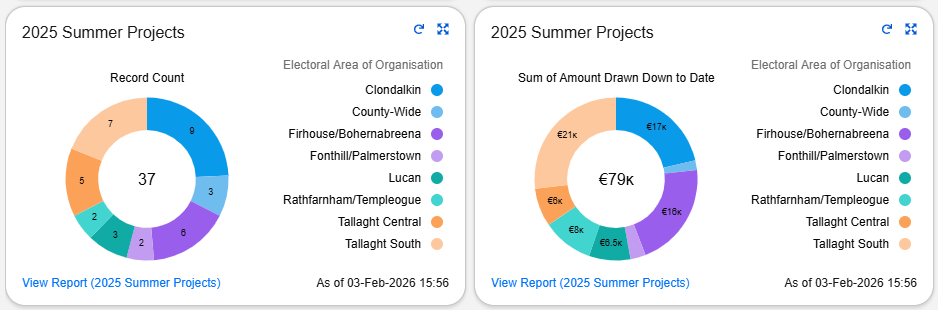 2025 Summer Projects
Electoral Area of Organisation
Record Count
Clondalkin
County-Wide
Firhouse/Bohernabreena
Fonthill/Palmerstown
Lucan
Rathfarnham/Templeogue
Tallaght Central
Tallaght South
9
3
6
2
3
2
5
7
37
View Report (2025 Summer Projects)
As of 03-Feb-2026 15:56
2025 Summer Projects
Electoral Area of Organisation
Sum of Amount Drawn Down to Date
Clondalkin
County-Wide
Firhouse/Bohernabreena
Fonthill/Palmerstown
Lucan
Rathfarnham/Templeogue
Tallaght Central
Tallaght South
€17K
€16K
€6.5K
€8K
€6K
€21K
€79K
View Report (2025 Summer Projects)
As of 03-Feb-2026 15:56